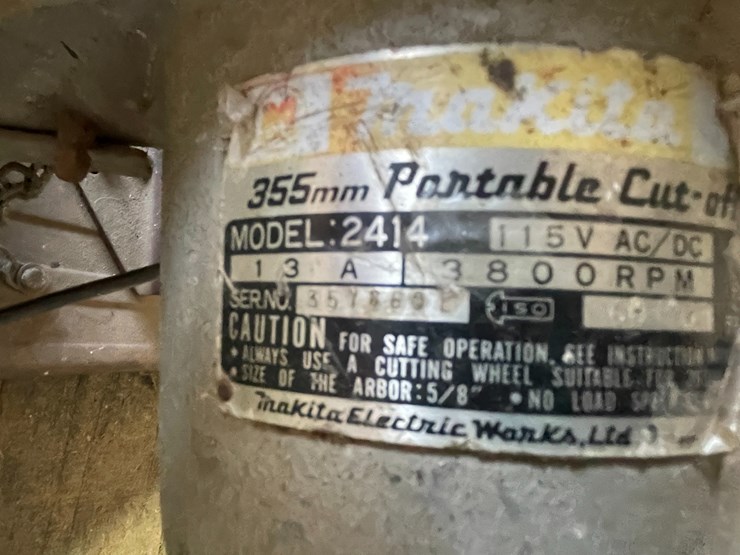 makita
355mm Portable Cut-off
MODEL:2414 115V AC/DC
13 A 3800 RPM
SER.NO.
ISO
CAUTION FOR SAFE OPERATION, SEE INSTRUCTION
• ALWAYS USE A CUTTING WHEEL SUITABLE FOR
• SIZE OF THE ARBOR: 5/8" • NO LOAD
makita Electric Works, Ltd